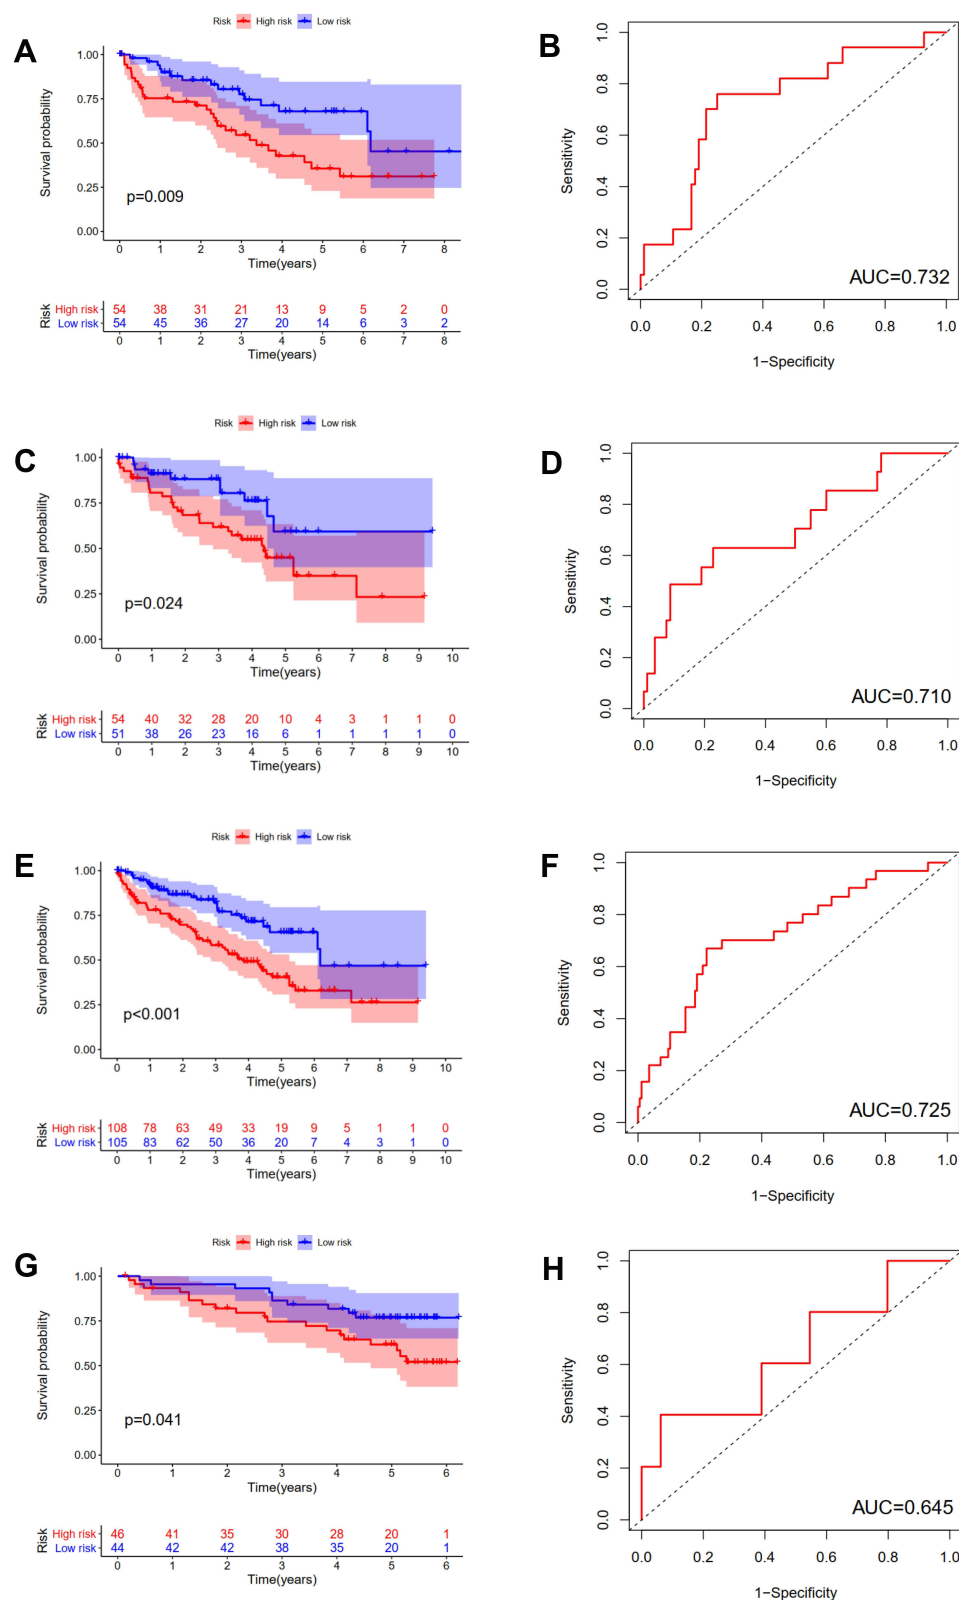 Risk High risk Low risk
A
1.00
0.75
0.50
0.25
0.00
Survival probability
p=0.009
0 1 2 3 4 5 6 7 8
Time(years)
Risk
High risk 54 38 31 21 13 9 5 2 0
Low risk 54 45 36 27 20 14 6 3 2
0 1 2 3 4 5 6 7 8
Time(years)
B
1.0
0.8
0.6
0.4
0.2
0.0
Sensitivity
AUC=0.732
0.0 0.2 0.4 0.6 0.8 1.0
1−Specificity
Risk High risk Low risk
C
1.00
0.75
0.50
0.25
0.00
Survival probability
p=0.024
0 1 2 3 4 5 6 7 8 9 10
Time(years)
Risk
High risk 54 40 32 28 20 10 4 3 1 1 0
Low risk 51 38 26 23 16 6 1 1 1 1 0
0 1 2 3 4 5 6 7 8 9 10
Time(years)
D
1.0
0.8
0.6
0.4
0.2
0.0
Sensitivity
AUC=0.710
0.0 0.2 0.4 0.6 0.8 1.0
1−Specificity
Risk High risk Low risk
E
1.00
0.75
0.50
0.25
0.00
Survival probability
p<0.001
0 1 2 3 4 5 6 7 8 9 10
Time(years)
Risk
High risk 108 78 63 49 33 19 9 5 1 1 0
Low risk 105 83 62 50 36 20 7 4 3 1 0
0 1 2 3 4 5 6 7 8 9 10
Time(years)
F
1.0
0.8
0.6
0.4
0.2
0.0
Sensitivity
AUC=0.725
0.0 0.2 0.4 0.6 0.8 1.0
1−Specificity
Risk High risk Low risk
G
1.00
0.75
0.50
0.25
0.00
Survival probability
p=0.041
0 1 2 3 4 5 6
Time(years)
Risk
High risk 46 41 35 30 28 20 1
Low risk 44 42 42 38 35 20 1
0 1 2 3 4 5 6
Time(years)
H
1.0
0.8
0.6
0.4
0.2
0.0
Sensitivity
AUC=0.645
0.0 0.2 0.4 0.6 0.8 1.0
1−Specificity